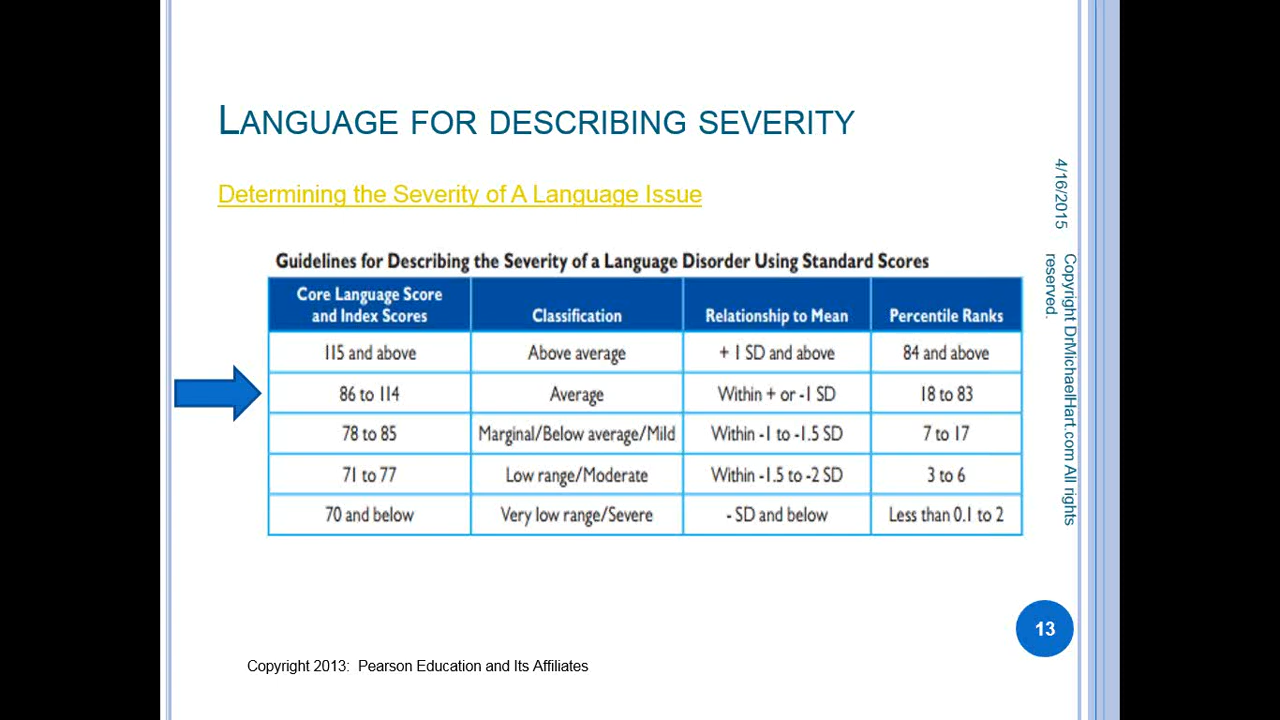 LANGUAGE FOR DESCRIBING SEVERITY
Determining the Severity of A Language Issue
Guidelines for Describing the Severity of a Language Disorder Using Standard Scores
Core Language Score and Index Scores Classification Relationship to Mean Percentile Ranks
115 and above Above average + 1 SD and above 84 and above
86 to 114 Average Within + or -1 SD 18 to 83
78 to 85 Marginal/Below average/Mild Within -1 to -1.5 SD 7 to 17
71 to 77 Low range/Moderate Within -1.5 to -2 SD 3 to 6
70 and below Very low range/Severe - SD and below Less than 0.1 to 2
4/16/2015
Copyright DrMichaelHart.com All rights
reserved.
13
Copyright 2013: Pearson Education and Its Affiliates